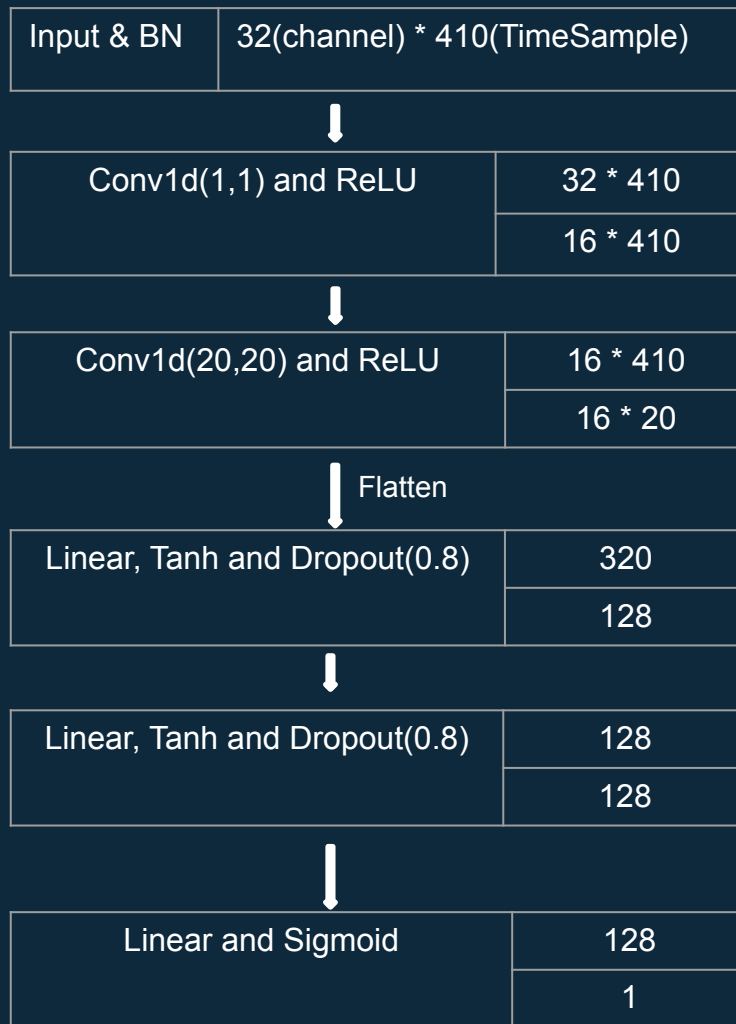 Input & BN
32(channel) * 410(TimeSample)
Conv1d(1,1) and ReLU
32 * 410
16 * 410
Conv1d(20,20) and ReLU
16 * 410
16 * 20
Flatten
Linear, Tanh and Dropout(0.8)
320
128
Linear, Tanh and Dropout(0.8)
128
128
Linear and Sigmoid
128
1